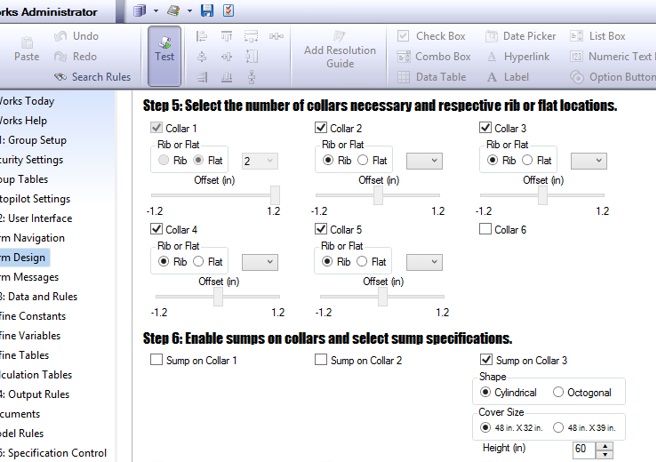 orks Administrator
Undo
Redo
Search Rules
Paste
Test
Add Resolution
Guide
Check Box
Combo Box
Data Table
Date Picker
Hyperlink
Label
List Box
Numeric Text
Option Button
orks Today
orks Help
: Group Setup
curity Settings
oup Tables
topilot Settings
2: User Interface
rm Navigation
rm Design
rm Messages
3: Data and Rules
fine Constants
fine Variables
fine Tables
lculation Tables
4: Output Rules
cuments
odel Rules
5: Specification Control
Step 5: Select the number of collars necessary and respective rib or flat locations.
Collar 1
Rib or Flat
Rib Flat 2
Offset (in)
-1.2 1.2
Collar 2
Rib or Flat
Rib Flat
Offset (in)
-1.2 1.2
Collar 3
Rib or Flat
Rib Flat
Offset (in)
-1.2 1.2
Collar 4
Rib or Flat
Rib Flat
Offset (in)
-1.2 1.2
Collar 5
Rib or Flat
Rib Flat
Offset (in)
-1.2 1.2
Collar 6
Step 6: Enable sumps on collars and select sump specifications.
Sump on Collar 1
Sump on Collar 2
Sump on Collar 3
Shape
Cylindrical Octogonal
Cover Size
48 in. X 32 in. 48 in. X 39 in.
Height (in) 60